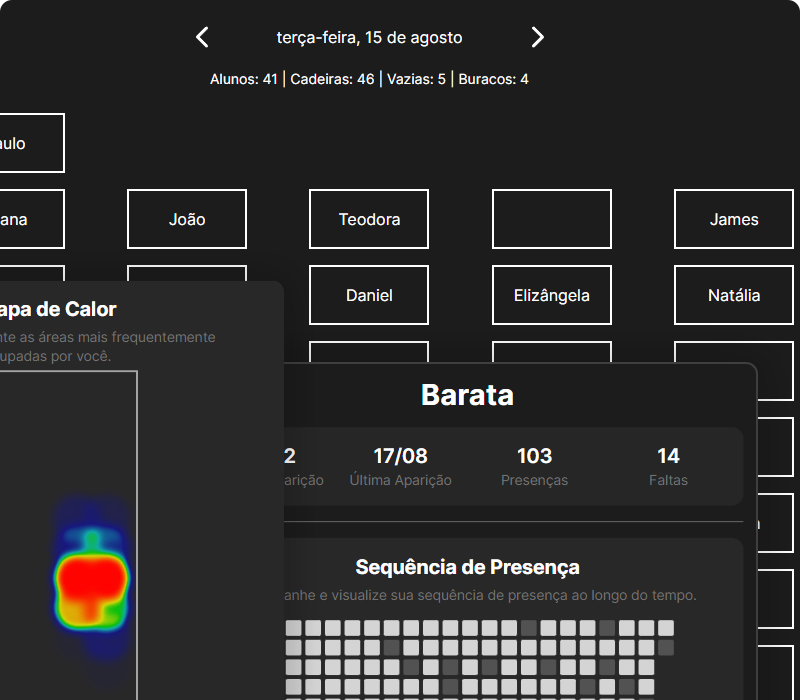 terça-feira, 15 de agosto
Alunos: 41 | Cadeiras: 46 | Vazias: 5 | Buracos: 4
aulo
ana
João
Teodora
James
Daniel
Elizângela
Natália
apa de Calor
nte as áreas mais frequentemente
upadas por você.
Barata
2
17/08
103
14
arição
Última Aparição
Presenças
Faltas
Sequência de Presença
anhe e visualize sua sequência de presença ao longo do tempo.